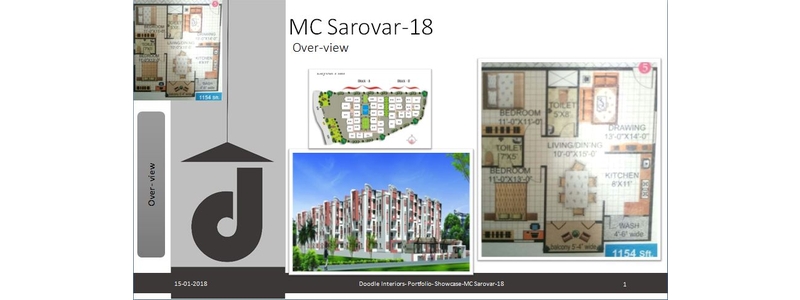 MC Sarovar-18
Over-view
Over-view
5
BEDROOM
11'-0"X11'-0"
TOILET
5'X8'
DRAWING
13'-0"X14'-0"
TOILET
7'X5'
LIVING/DINING
10'-0"X15'-0"
BEDROOM
11'-0"X13'-0"
KITCHEN
8'X11'
WASH
4'-6" wide
balcony 5'-4" wide
1154 Sft.
1154 Sft.
15-01-2018
Doodle Interiors- Portfolio- Showcase-MC Sarovar-18
1